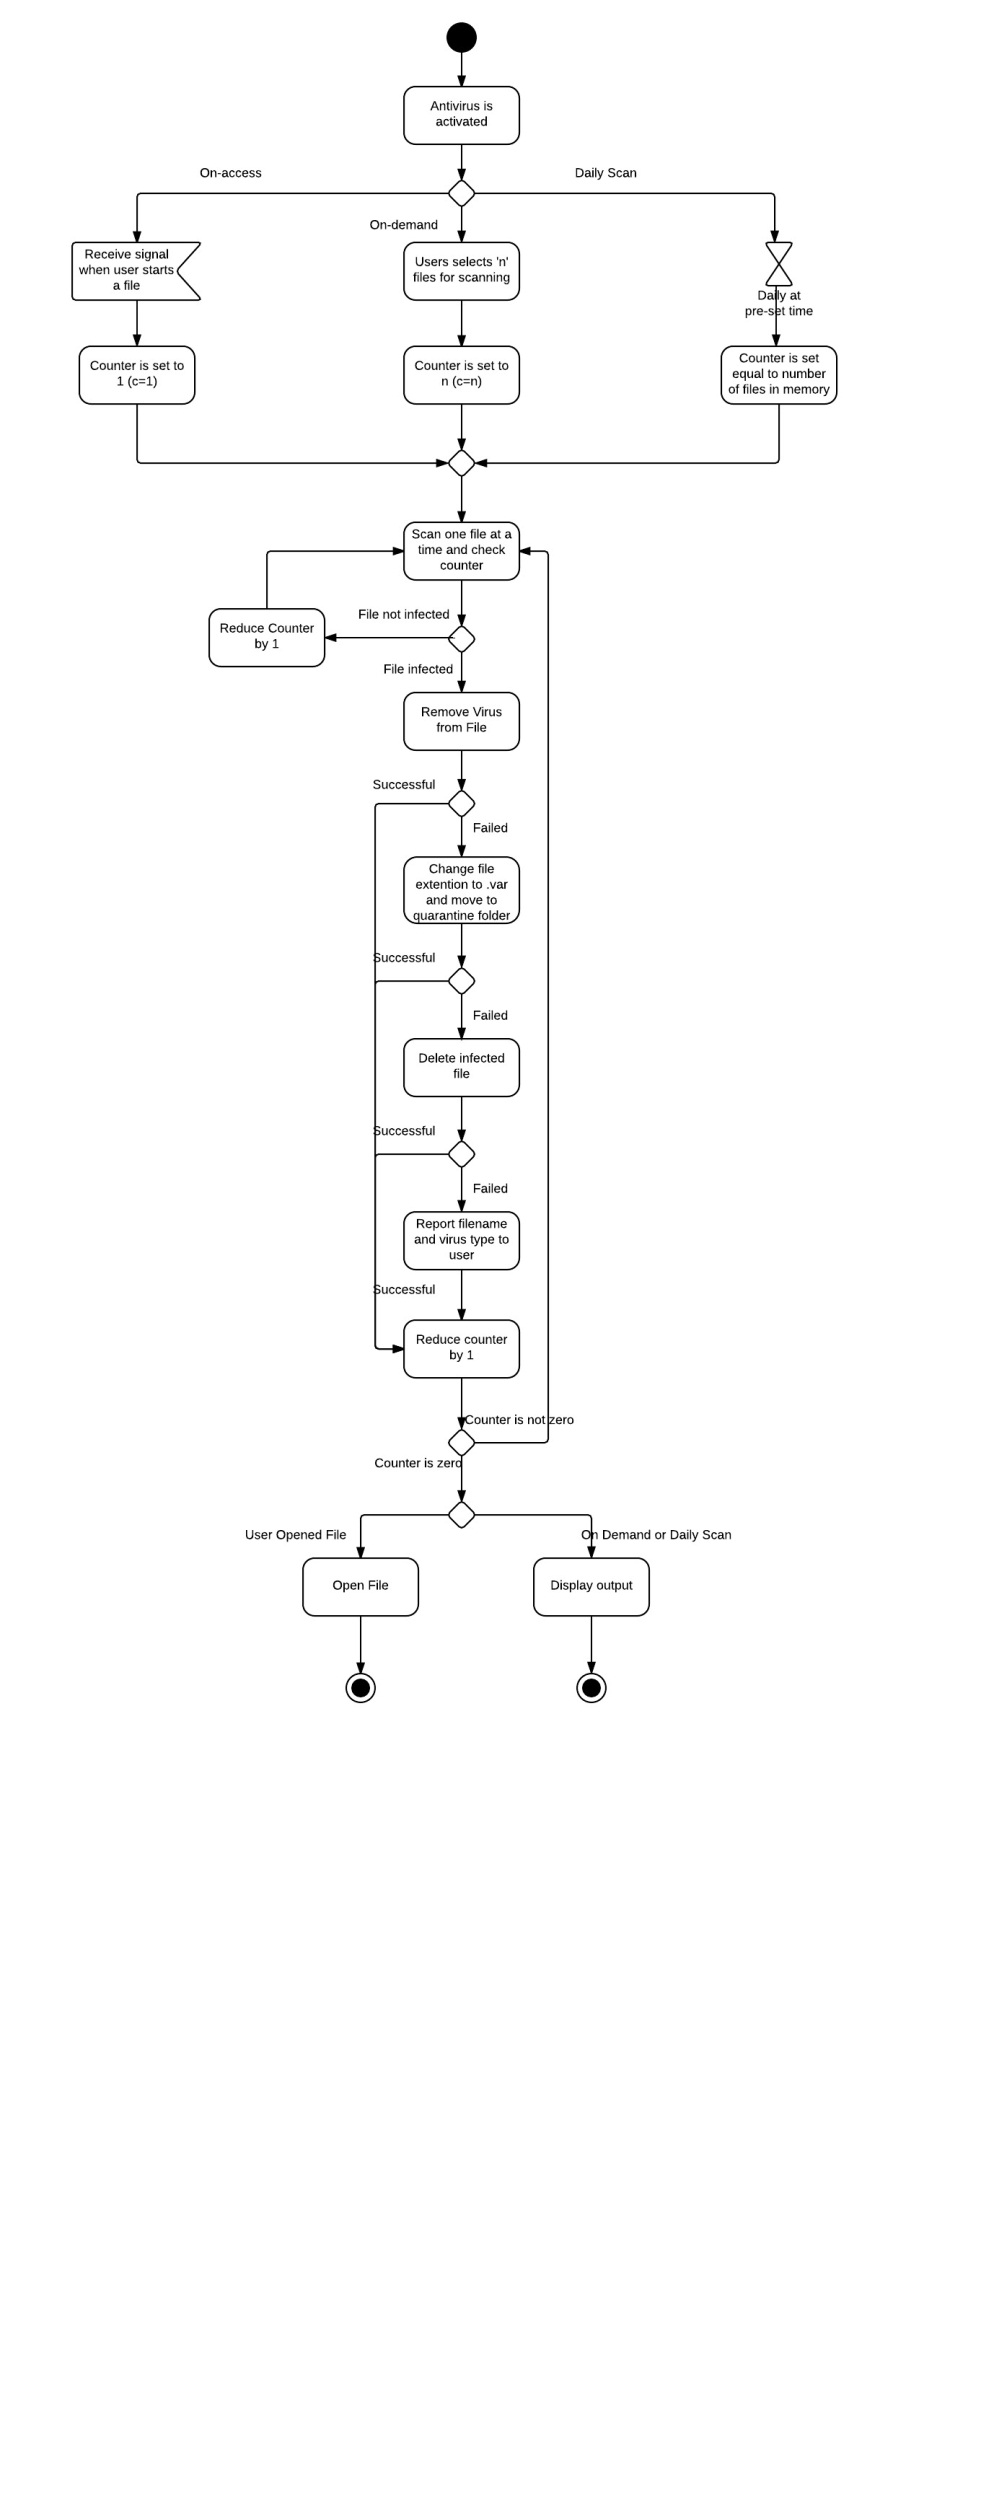 Antivirus is
activated
On-access
Daily Scan
On-demand
Receive signal
when user starts
a file
Users selects 'n'
files for scanning
Daily at
pre-set time
Counter is set to
1 (c=1)
Counter is set to
n (c=n)
Counter is set
equal to number
of files in memory
Scan one file at a
time and check
counter
File not infected
Reduce Counter
by 1
File infected
Remove Virus
from File
Successful
Failed
Change file
extention to .var
and move to
quarantine folder
Successful
Failed
Delete infected
file
Successful
Failed
Report filename
and virus type to
user
Successful
Reduce counter
by 1
Counter is not zero
Counter is zero
User Opened File
On Demand or Daily Scan
Open File
Display output